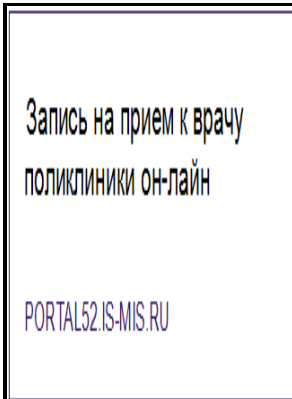 Запись на прием к врачу
поликлиники он-лайн
PORTAL52.IS-MIS.RU